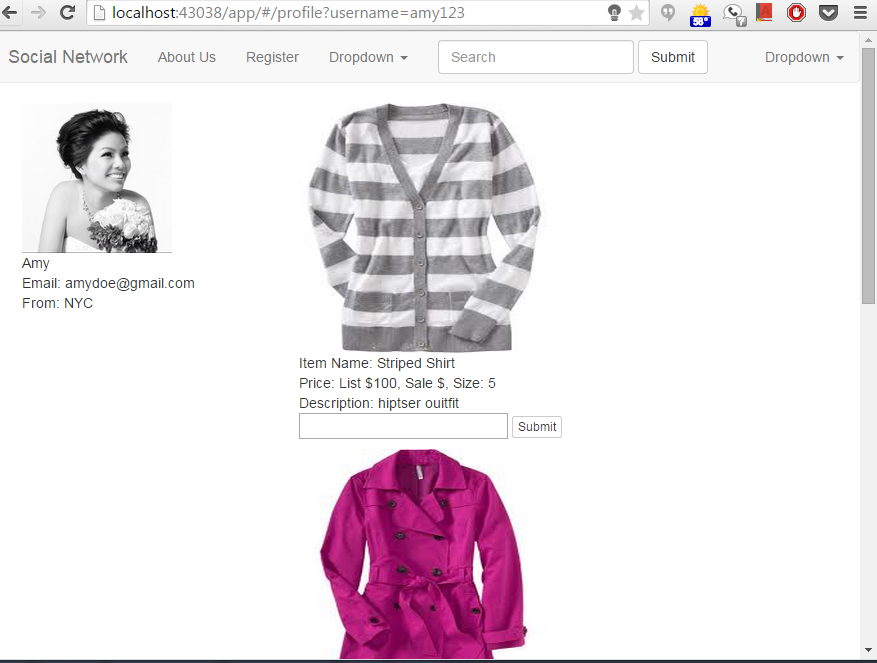 localhost:43038/app/#/profile?username=amy123
58°
Social Network About Us Register Dropdown Search Submit Dropdown
Amy
Email: amydoe@gmail.com
From: NYC
Item Name: Striped Shirt
Price: List $100, Sale $, Size: 5
Description: hiptser ouitfit
Submit